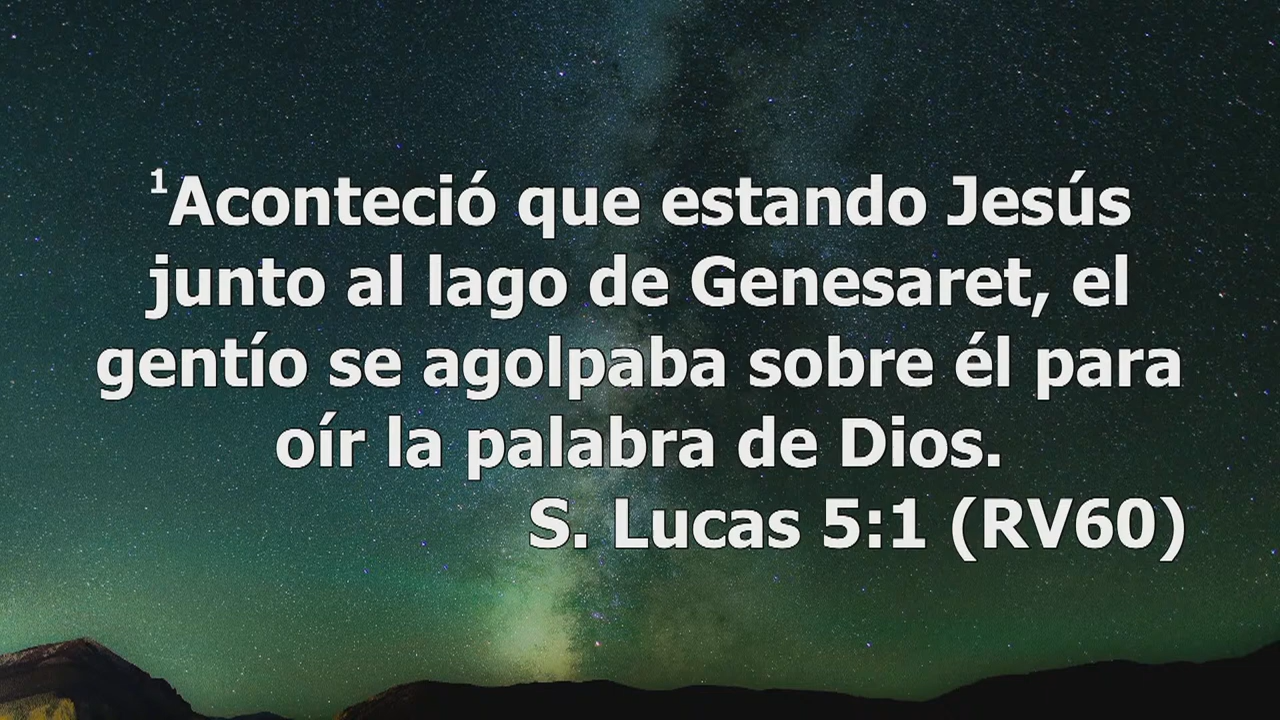 ¹Aconteció que estando Jesús
junto al lago de Genesaret, el
gentío se agolpaba sobre él para
oír la palabra de Dios.
S. Lucas 5:1 (RV60)